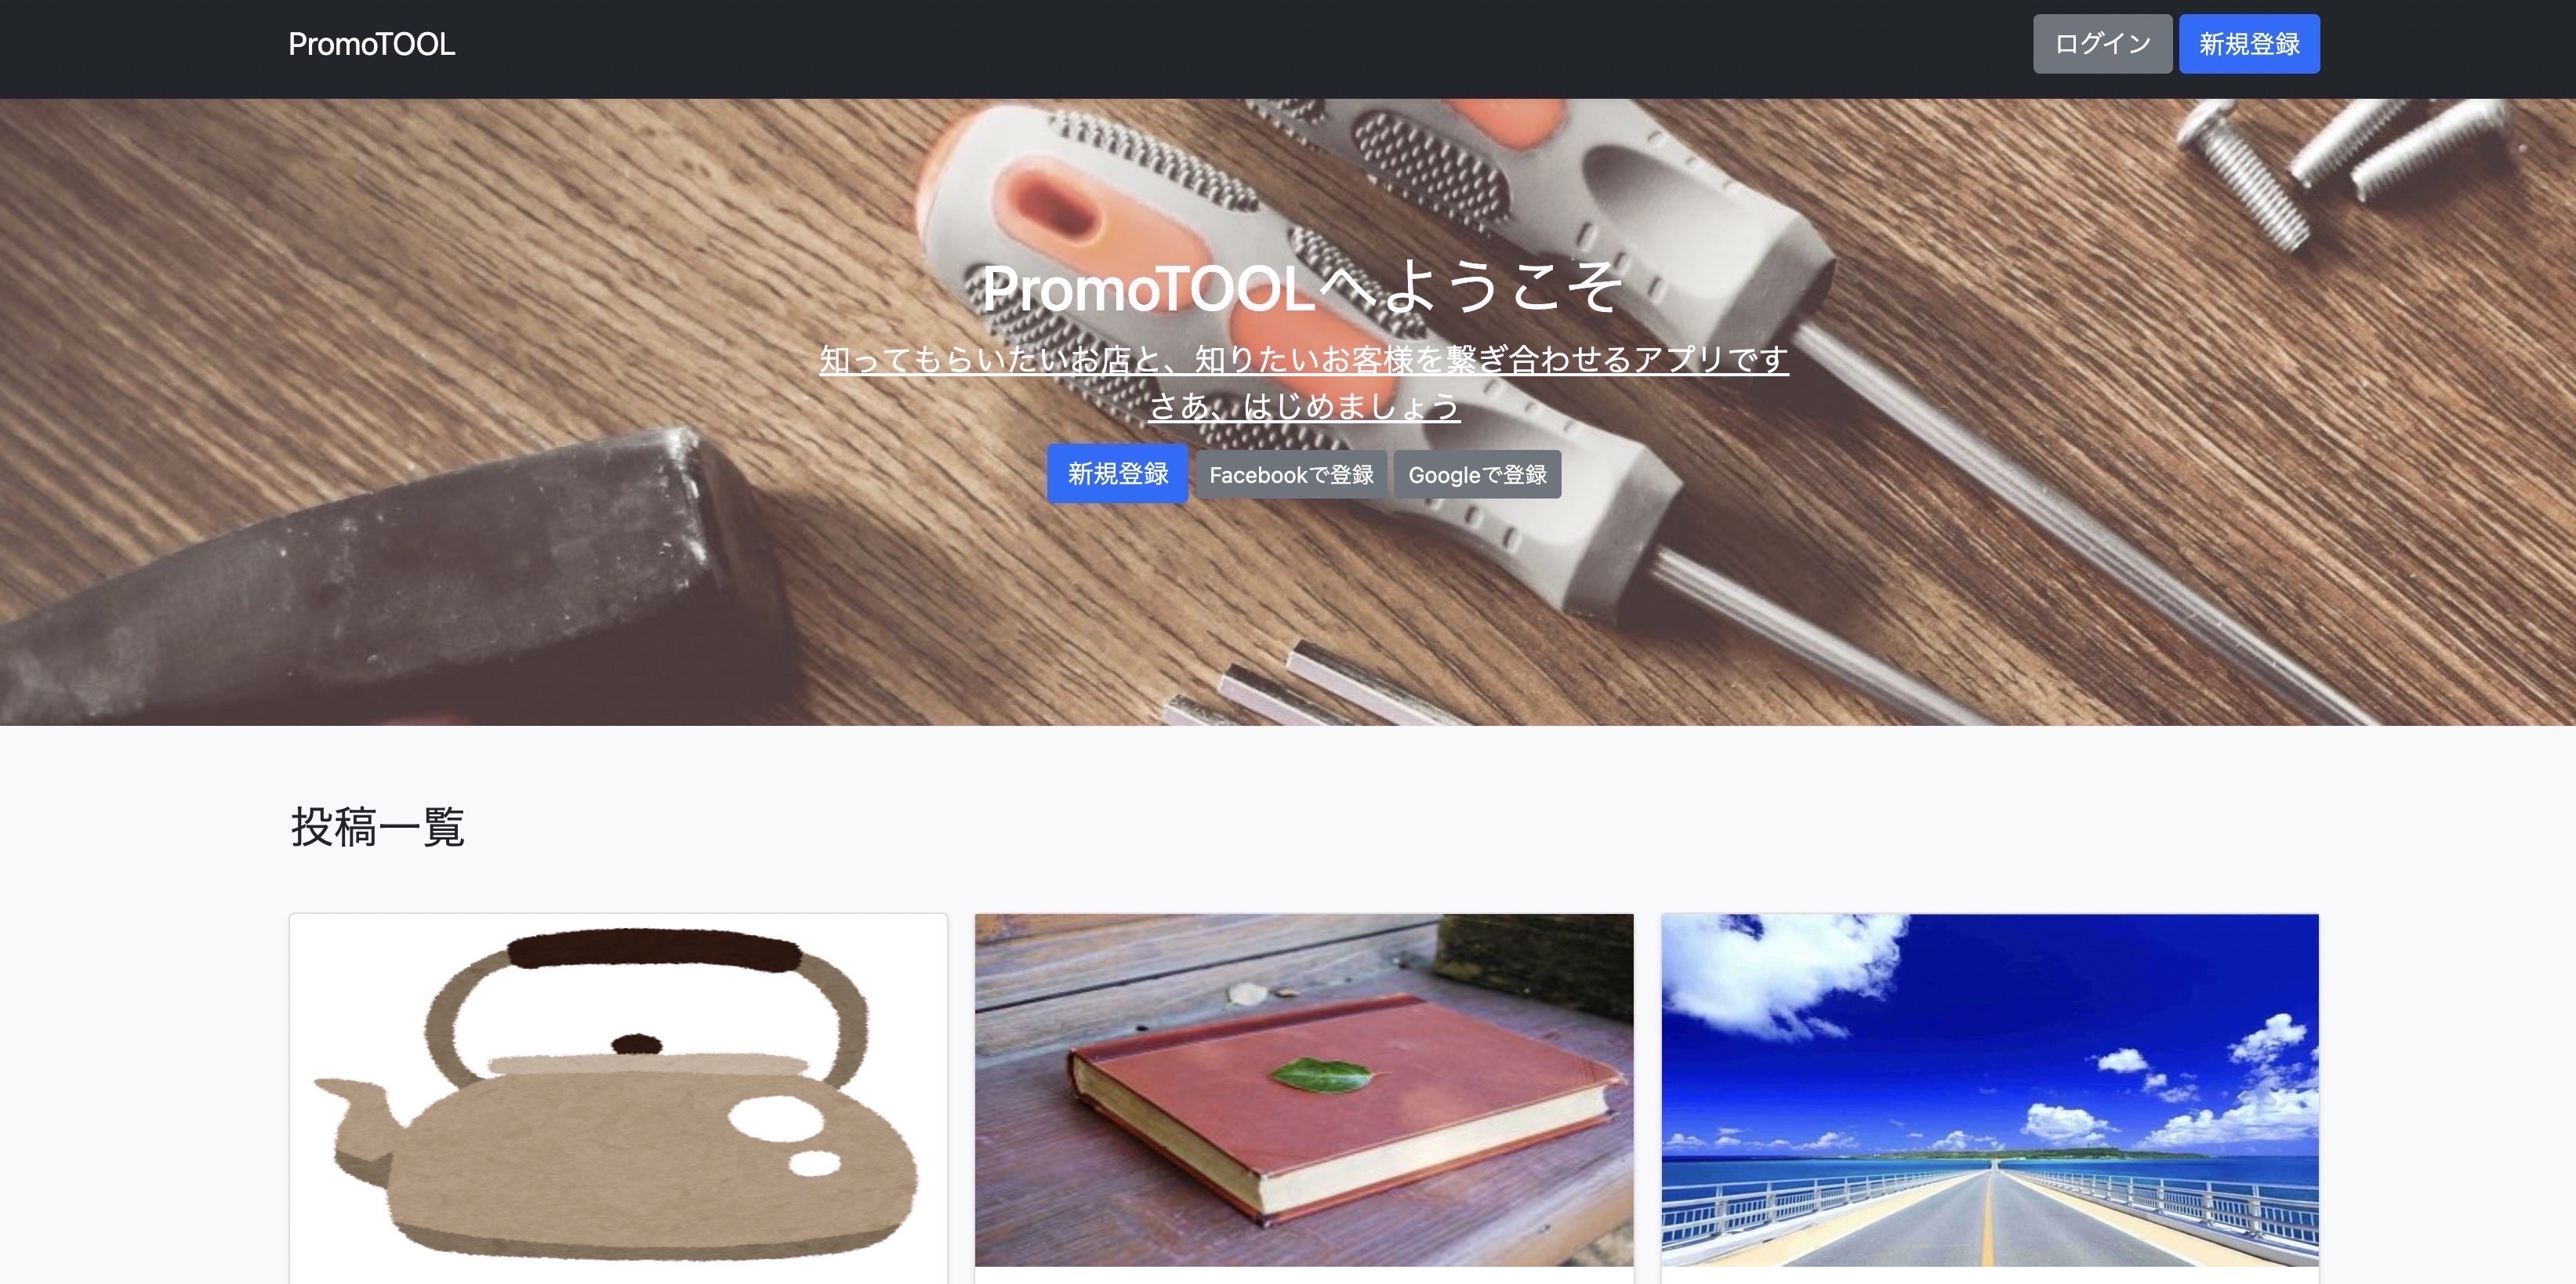 PromoTOOL
ログイン 新規登録
PromoTOOLへようこそ
知ってもらいたいお店と、知りたいお客様を繋ぎ合わせるアプリです
さあ、はじめましょう
新規登録 Facebookで登録 Googleで登録
投稿一覧